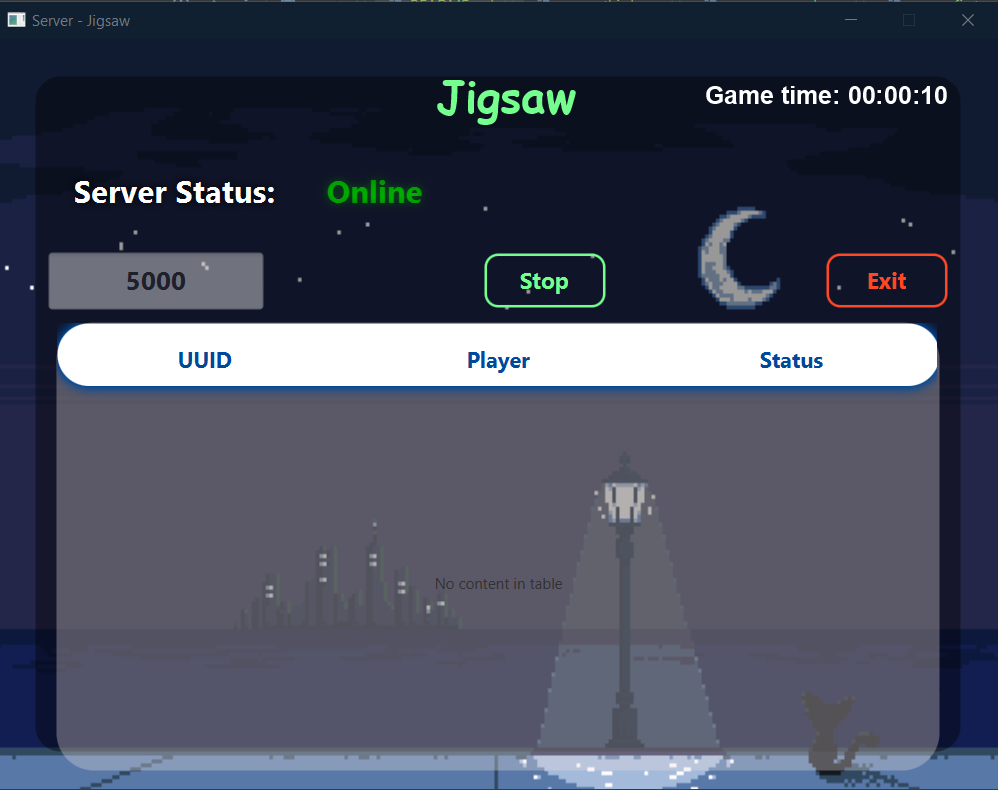 Server - Jigsaw
Jigsaw
Game time: 00:00:10
Server Status: Online
5000
Stop
Exit
UUID Player Status
No content in table